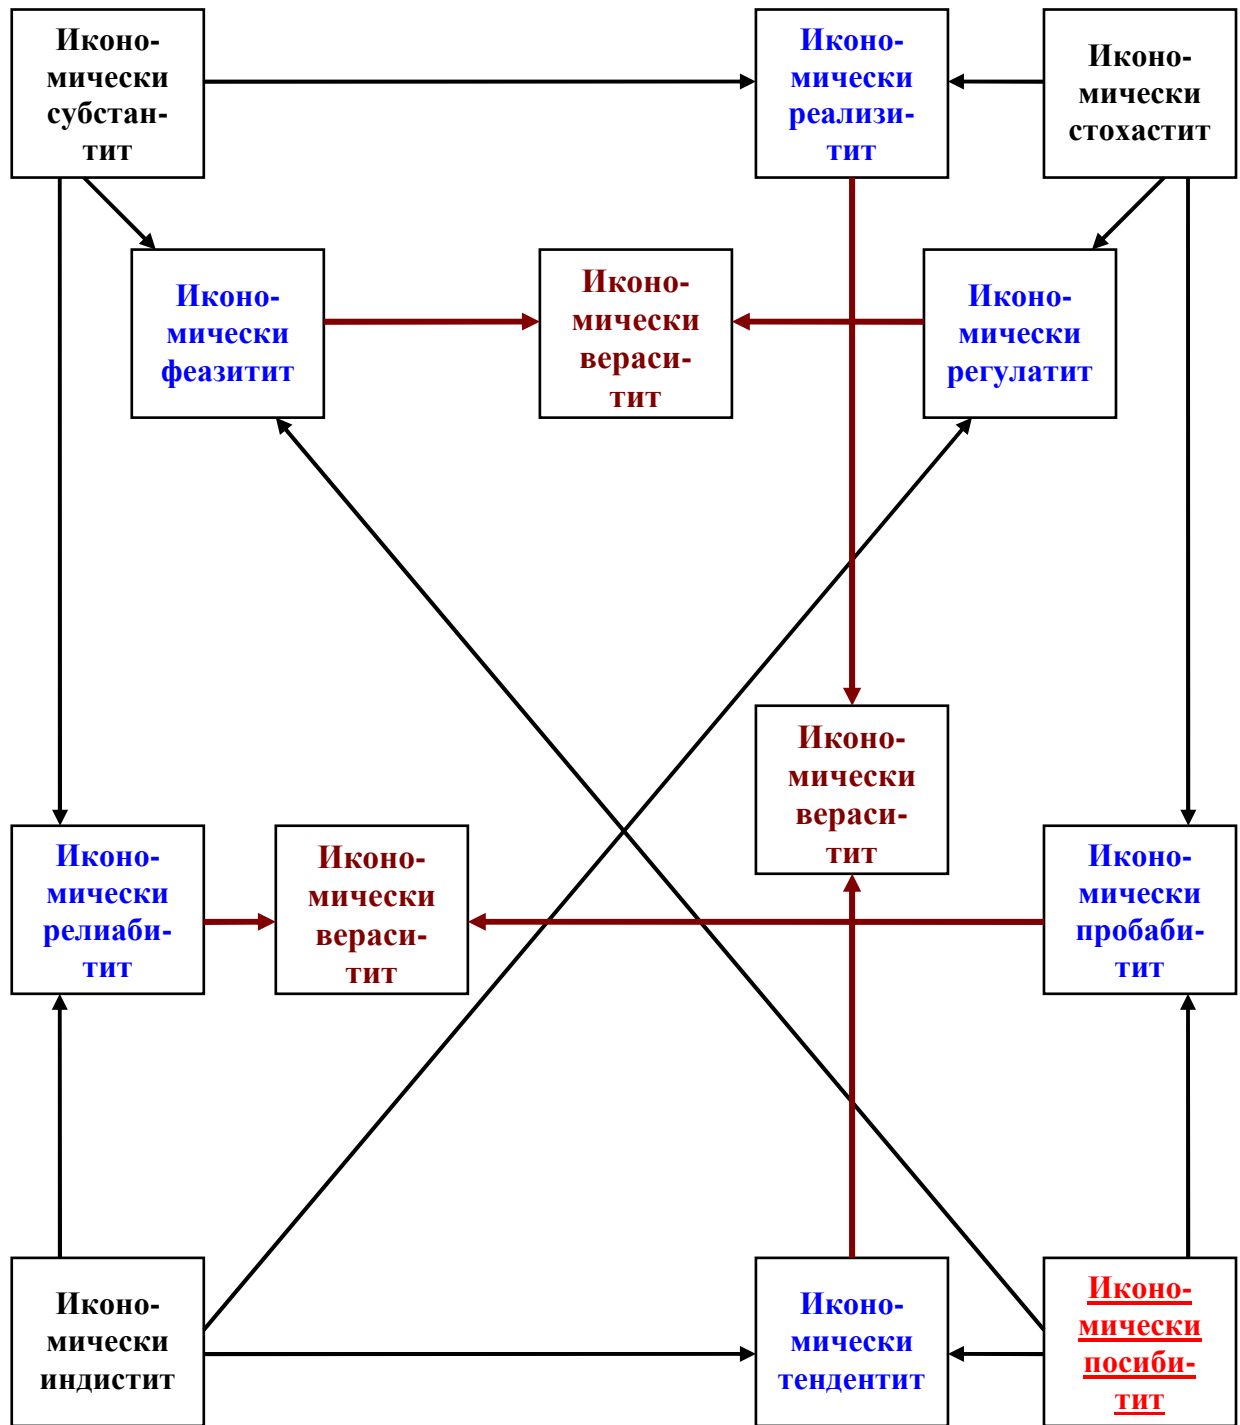 Иконо-
мически
субстан-
тит
Иконо-
мически
реализи-
тит
Иконо-
мически
стохастит
Иконо-
мически
феазитит
Иконо-
мически
вераси-
тит
Иконо-
мически
регулатит
Иконо-
мически
вераси-
тит
Иконо-
мически
релиаби-
тит
Иконо-
мически
вераси-
тит
Иконо-
мически
пробаби-
тит
Иконо-
мически
индистит
Иконо-
мически
тендентит
Иконо-
мически
посиби-
тит